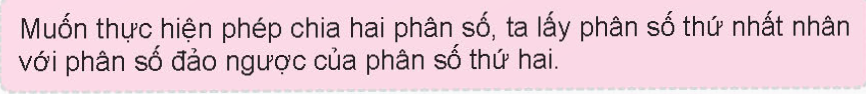 Muốn thực hiện phép chia hai phân số, ta lấy phân số thứ nhất nhân
với phân số đảo ngược của phân số thứ hai.